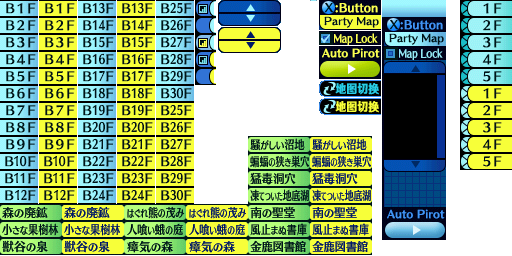 B1F B1F B13F B13F B25F
B2F B2F B14F B14F B26F
B3F B3F B15F B15F B27F
B4F B4F B16F B16F B28F
B5F B5F B17F B17F B29F
B6F B6F B18F B18F B30F
B7F B7F B19F B19F B25F
B8F B8F B20F B20F B26F
B9F B9F B21F B21F B27F
B10F B10F B22F B22F B28F
B11F B11F B23F B23F B29F
B12F B12F B24F B24F B30F
X:Button
Party Map
Map Lock
Auto Pirot
地図切換
地図切換
X:Button
Party Map
Map Lock
Auto Pirot
1F
2F
3F
4F
5F
1F
2F
3F
4F
5F
騒がしい沼地 騒がしい沼地
蝙蝠の狭き巣穴 蝙蝠の狭き巣穴
猛毒洞穴 猛毒洞穴
凍てついた地底湖 凍てついた地底湖
森の廃鉱 森の廃鉱 はぐれ熊の茂み はぐれ熊の茂み 南の聖堂 南の聖堂
小さな果樹林 小さな果樹林 人喰い蛾の庭 人喰い蛾の庭 風止まぬ書庫 風止まぬ書庫
獣谷の泉 獣谷の泉 瘴気の森 瘴気の森 金鹿図書館 金鹿図書館